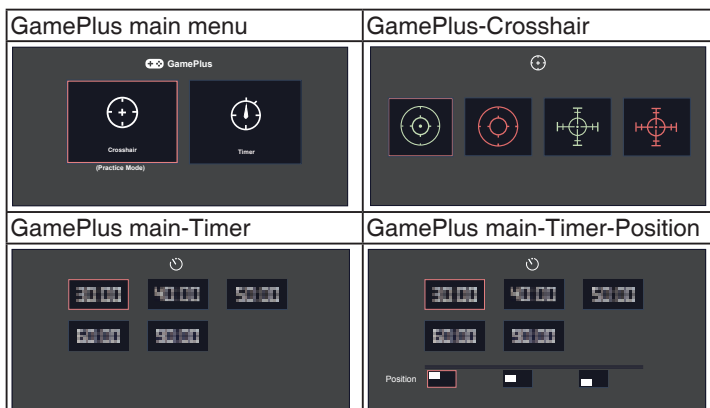 GamePlus main menu
GamePlus-Crosshair
GamePlus
Crosshair
Timer
(Practice Mode)
GamePlus main-Timer
GamePlus main-Timer-Position
30:00 40:00 50:00
60:00 90:00
30:00 40:00 50:00
60:00 90:00
Position